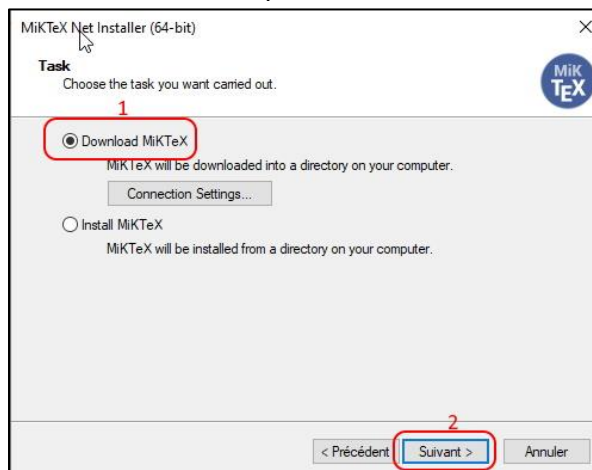 MiKTeX Net Installer (64-bit)
Task
Choose the task you want carried out.
MiK
TEX
1
Download MiKTeX
MiKTeX will be downloaded into a directory on your computer.
Connection Settings...
Install MiKTeX
MiKTeX will be installed from a directory on your computer.
2
< Précédent Suivant > Annuler